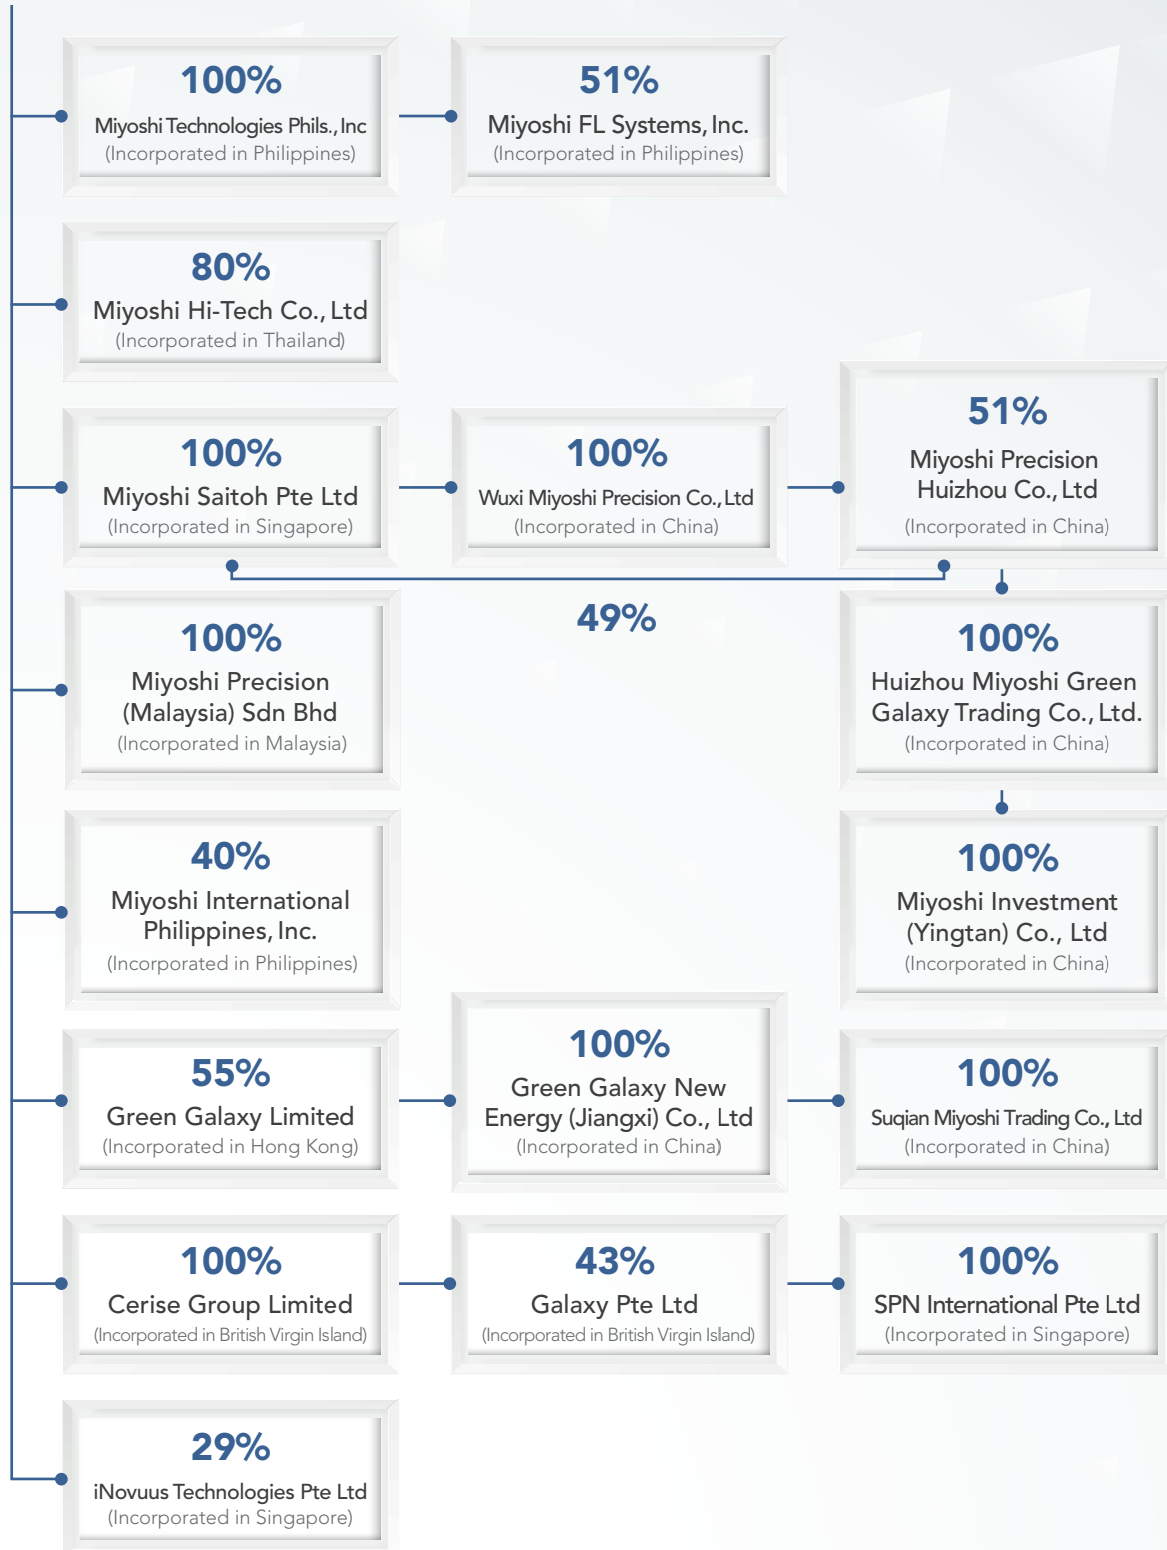 100%
Miyoshi Technologies Phils., Inc
(Incorporated in Philippines)
51%
Miyoshi FL Systems, Inc.
(Incorporated in Philippines)
80%
Miyoshi Hi-Tech Co., Ltd
(Incorporated in Thailand)
100%
Miyoshi Saitoh Pte Ltd
(Incorporated in Singapore)
100%
Wuxi Miyoshi Precision Co., Ltd
(Incorporated in China)
51%
Miyoshi Precision
Huizhou Co., Ltd
(Incorporated in China)
49%
100%
Miyoshi Precision
(Malaysia) Sdn Bhd
(Incorporated in Malaysia)
100%
Huizhou Miyoshi Green
Galaxy Trading Co., Ltd.
(Incorporated in China)
40%
Miyoshi International
Philippines, Inc.
(Incorporated in Philippines)
100%
Miyoshi Investment
(Yingtan) Co., Ltd
(Incorporated in China)
55%
Green Galaxy Limited
(Incorporated in Hong Kong)
100%
Green Galaxy New
Energy (Jiangxi) Co., Ltd
(Incorporated in China)
100%
Suqian Miyoshi Trading Co., Ltd
(Incorporated in China)
100%
Cerise Group Limited
(Incorporated in British Virgin Island)
43%
Galaxy Pte Ltd
(Incorporated in British Virgin Island)
100%
SPN International Pte Ltd
(Incorporated in Singapore)
29%
iNovuus Technologies Pte Ltd
(Incorporated in Singapore)